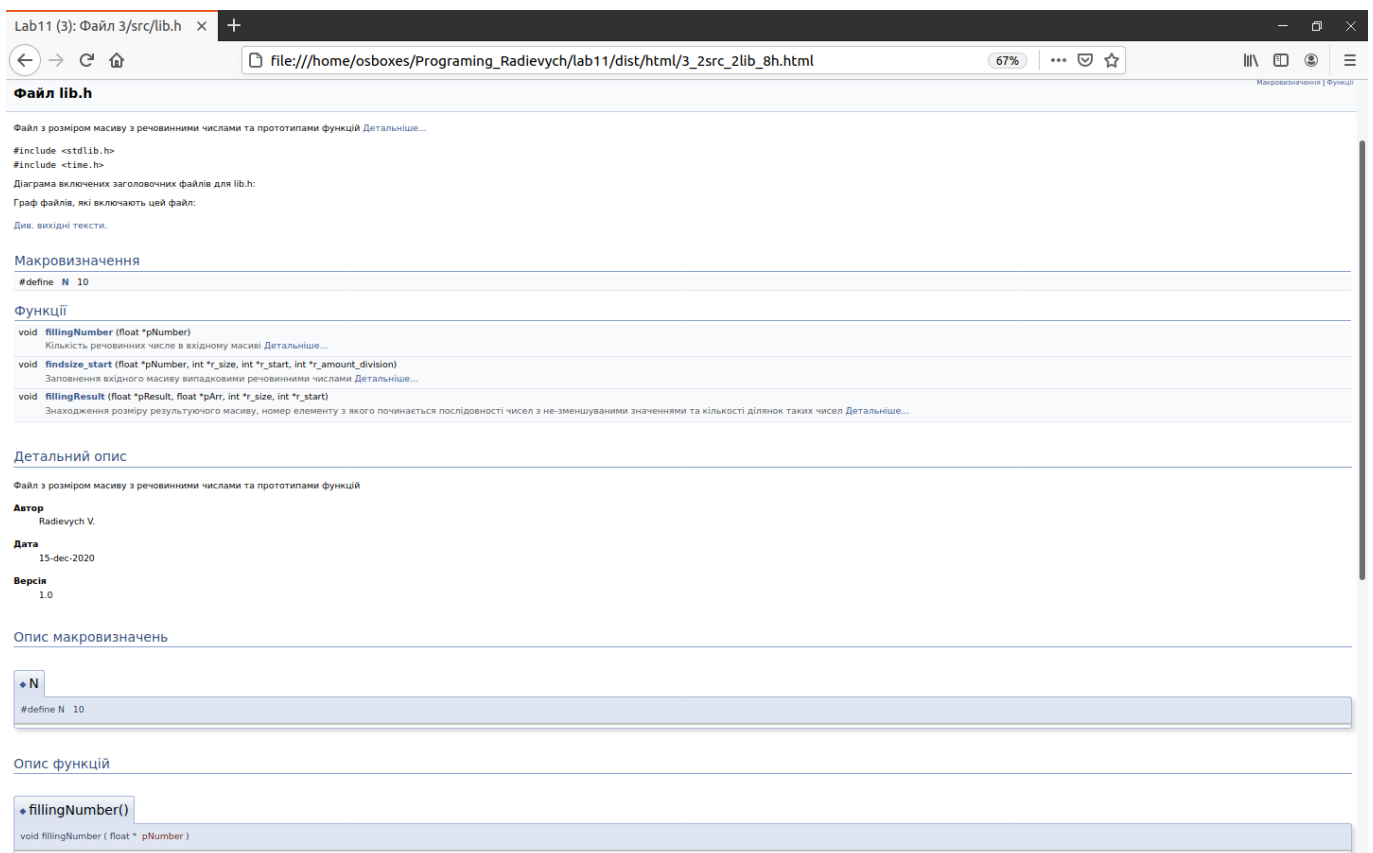 Lab11 (3): Файл 3/src/lib.h
file:///home/osboxes/Programing_Radievych/lab11/dist/html/3_2src_2lib_8h.html
67%
Макровизначення | Функції
Файл lib.h
Файл з розміром масиву з речовинними числами та прототипами функцій Детальніше...
#include <stdlib.h>
#include <time.h>
Діаграма включених заголовочних файлів для lib.h:
Граф файлів, які включають цей файл:
Див. вихідні тексти.
Макровизначення
#define N 10
Функції
void fillingNumber (float *pNumber)
Кількість речовинних числе в вхідному масиві Детальніше...
void findsize_start (float *pNumber, int *r_size, int *r_start, int *r_amount_division)
Заповнення вхідного масиву випадковими речовинними числами Детальніше...
void fillingResult (float *pResult, float *pArr, int *r_size, int *r_start)
Знаходження розміру результуючого масиву, номер елементу з якого починається послідовності чисел з не-зменшуваними значеннями та кількості ділянок таких чисел Детальніше...
Детальний опис
Файл з розміром масиву з речовинними числами та прототипами функцій
Автор
Radievych V.
Дата
15-dec-2020
Версія
1.0
Опис макровизначень
◆ N
#define N 10
Опис функцій
◆ fillingNumber()
void fillingNumber ( float * pNumber )